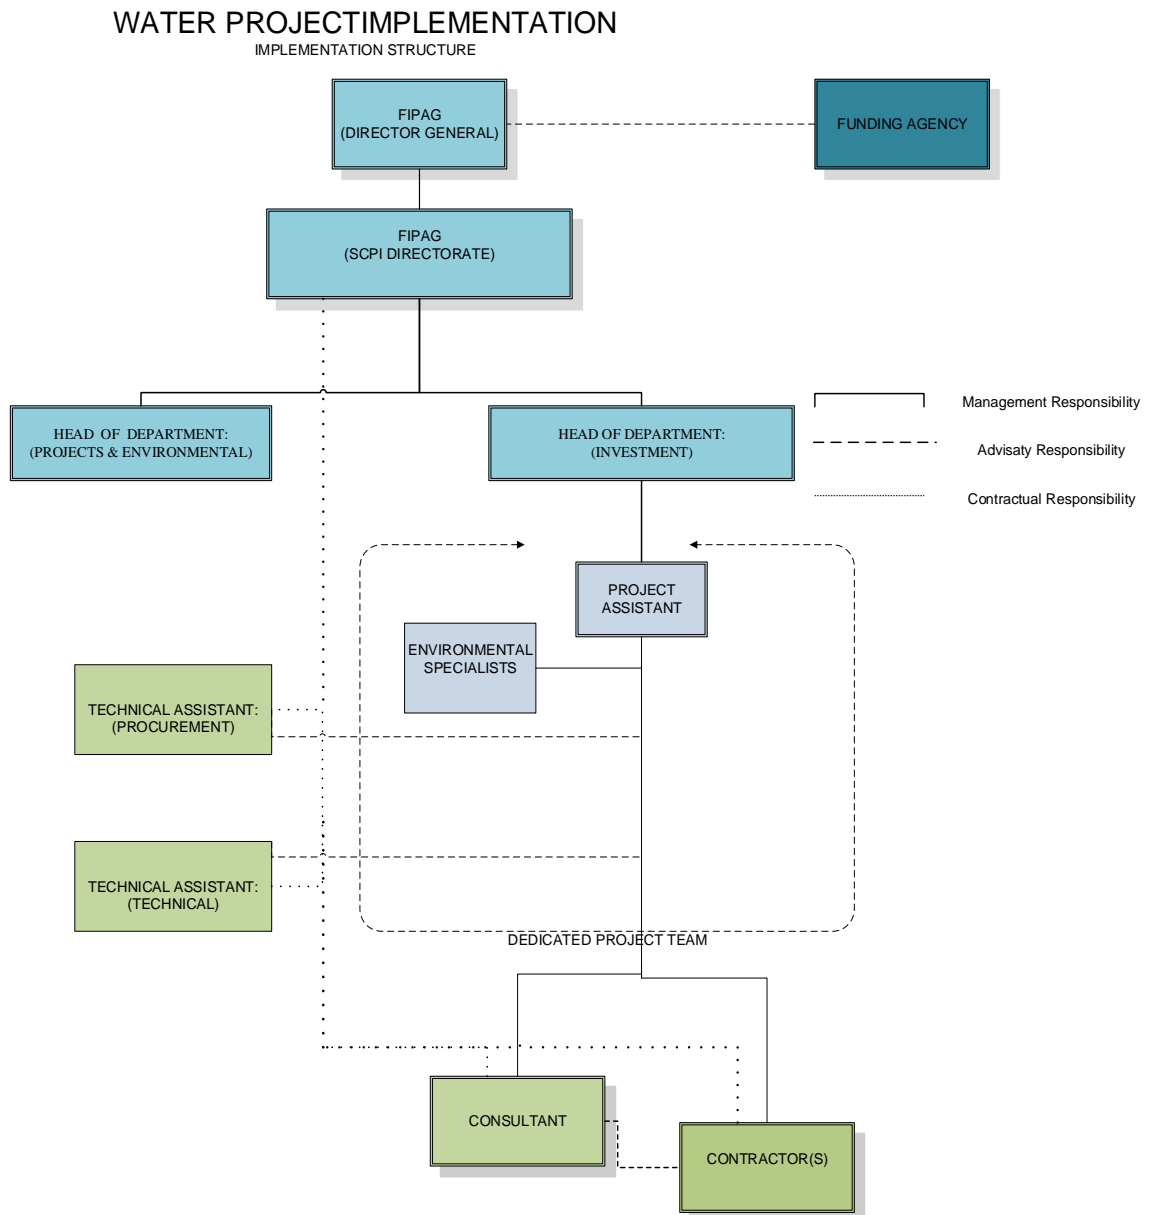 WATER PROJECTIMPLEMENTATION
IMPLEMENTATION STRUCTURE
FIPAG
(DIRECTOR GENERAL)
FUNDING AGENCY
FIPAG
(SCPI DIRECTORATE)
HEAD OF DEPARTMENT:
(PROJECTS & ENVIRONMENTAL)
HEAD OF DEPARTMENT:
(INVESTMENT)
Management Responsibility
Advisaty Responsibility
Contractual Responsibility
PROJECT
ASSISTANT
ENVIRONMENTAL
SPECIALISTS
TECHNICAL ASSISTANT:
(PROCUREMENT)
TECHNICAL ASSISTANT:
(TECHNICAL)
DEDICATED PROJECT TEAM
CONSULTANT
CONTRACTOR(S)